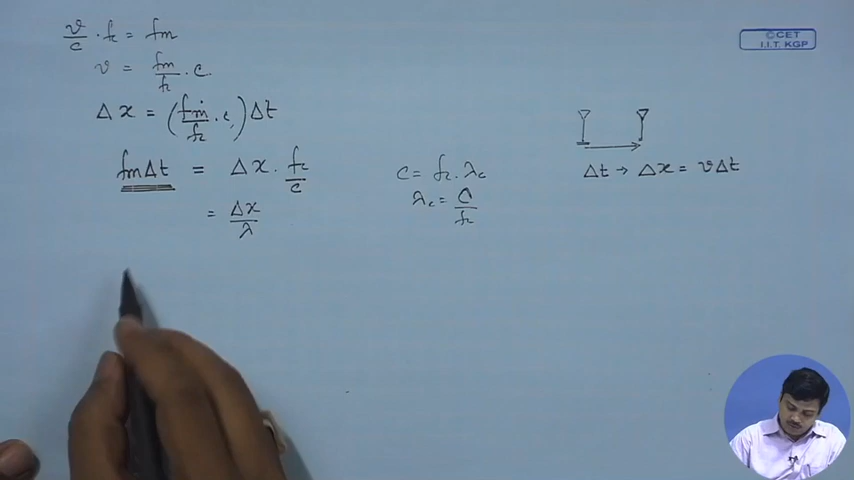 v/c · fc = fm
v = fm/fc · c.
Δx = (fm/fc · c) Δt
fmΔt = Δx · fc/c
= Δx/λ
c = fc · λc
λc = c/fc
Δt → Δx = vΔt
© CET
I.I.T. KGP